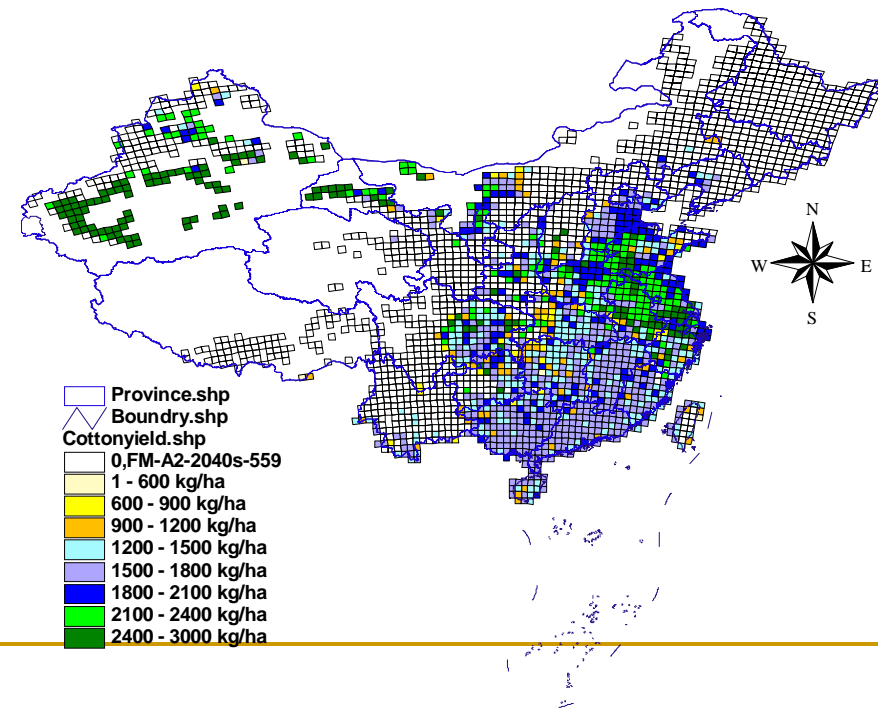 N
W E
S
Province.shp
Boundry.shp
Cottonyield.shp
0,FM-A2-2040s-559
1 - 600 kg/ha
600 - 900 kg/ha
900 - 1200 kg/ha
1200 - 1500 kg/ha
1500 - 1800 kg/ha
1800 - 2100 kg/ha
2100 - 2400 kg/ha
2400 - 3000 kg/ha